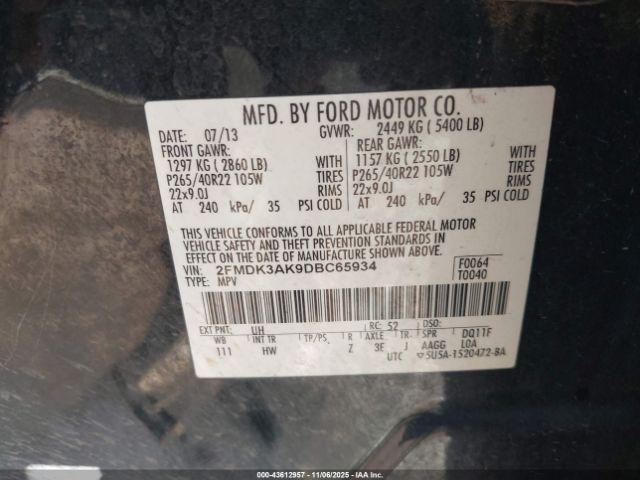 MFD. BY FORD MOTOR CO.
DATE: 07/13 GVWR: 2449 KG ( 5400 LB)
FRONT GAWR: REAR GAWR:
1297 KG ( 2860 LB) WITH 1157 KG ( 2550 LB) WITH
P265/40R22 105W TIRES P265/40R22 105W TIRES
22x9.0J RIMS 22x9.0J RIMS
AT 240 kPa/ 35 PSI COLD AT 240 kPa/ 35 PSI COLD
THIS VEHICLE CONFORMS TO ALL APPLICABLE FEDERAL MOTOR
VEHICLE SAFETY AND THEFT PREVENTION STANDARDS IN
EFFECT ON THE DATE OF MANUFACTURE SHOWN ABOVE.
VIN: 2FMDK3AK9DBC65934 F0064
TYPE: MPV T0040
EXT PNT: UH RC: 52 DSO:
WB INT TR TP/PS R AXLE TR SPR DQ11F
111 HW Z 3E J AAGG LOA
UTC 5U5A-1520472-BA
000-43612957 | 11/06/2025 | IAAI.COM